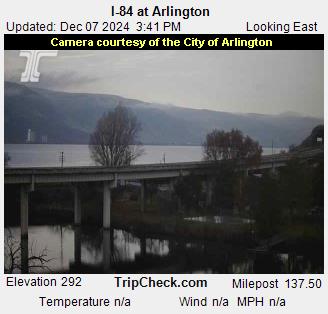 I-84 at Arlington
Updated: Dec 07 2024 3:41 PM Looking East
Camera courtesy of the City of Arlington
Elevation 292 TripCheck.com Milepost 137.50
Temperature n/a Wind n/a MPH n/a